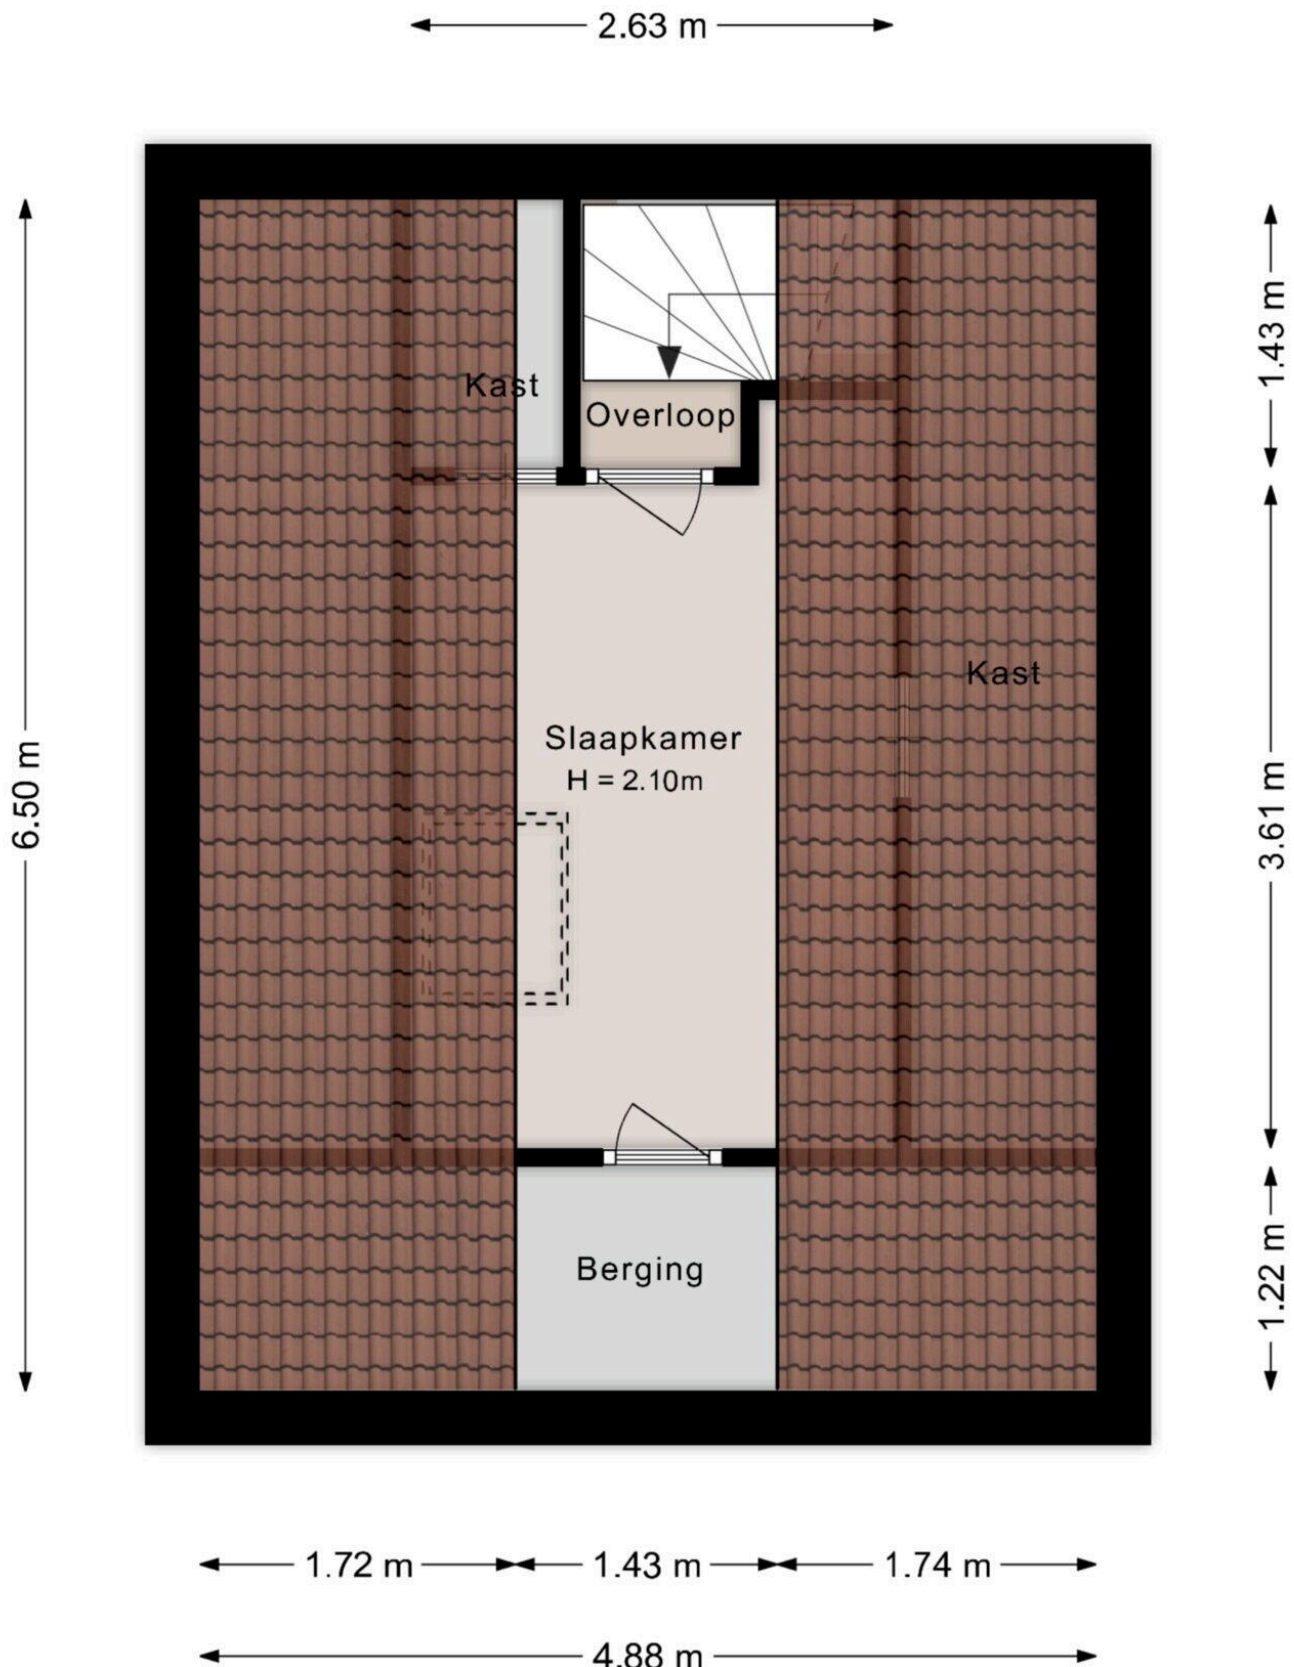 2.63 m
Kast
Overloop
1.43 m
Kast
Slaapkamer
H = 2.10m
6.50 m
3.61 m
Berging
1.22 m
1.72 m
1.43 m
1.74 m
4.88 m